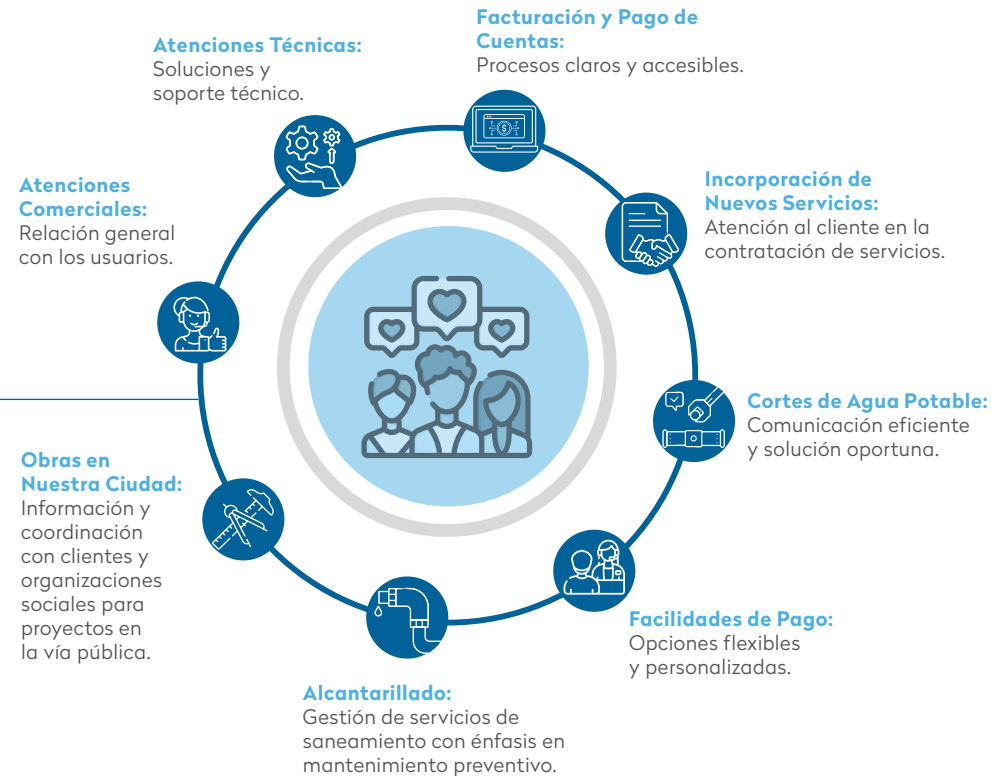 Facturación y Pago de
Cuentas:
Procesos claros y accesibles.
Incorporación de
Nuevos Servicios:
Atención al cliente en la
contratación de servicios.
Cortes de Agua Potable:
Comunicación eficiente
y solución oportuna.
Facilidades de Pago:
Opciones flexibles
y personalizadas.
Alcantarillado:
Gestión de servicios de
saneamiento con énfasis en
mantenimiento preventivo.
Obras en
Nuestra Ciudad:
Información y
coordinación
con clientes y
organizaciones
sociales para
proyectos en
la vía pública.
Atenciones
Comerciales:
Relación general
con los usuarios.
Atenciones Técnicas:
Soluciones y
soporte técnico.